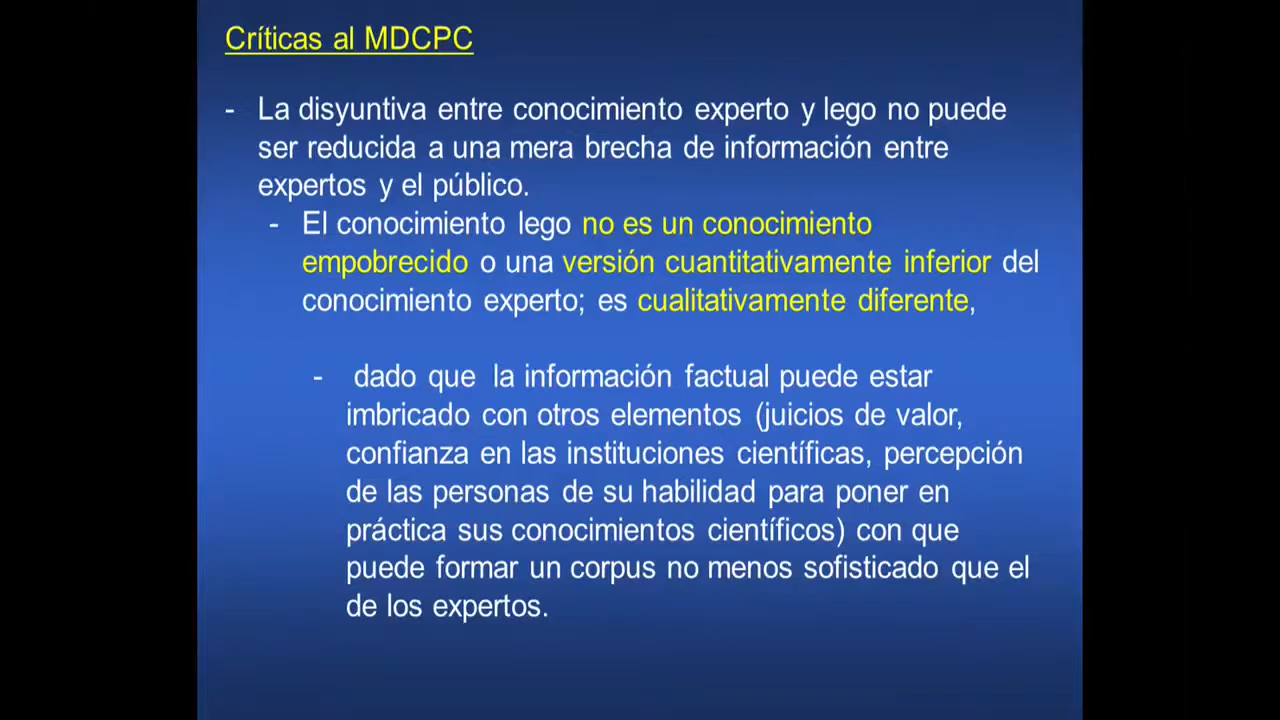 Críticas al MDCPC
- La disyuntiva entre conocimiento experto y lego no puede
ser reducida a una mera brecha de información entre
expertos y el público.
- El conocimiento lego no es un conocimiento
empobrecido o una versión cuantitativamente inferior del
conocimiento experto; es cualitativamente diferente,
- dado que la información factual puede estar
imbricado con otros elementos (juicios de valor,
confianza en las instituciones científicas, percepción
de las personas de su habilidad para poner en
práctica sus conocimientos científicos) con que
puede formar un corpus no menos sofisticado que el
de los expertos.